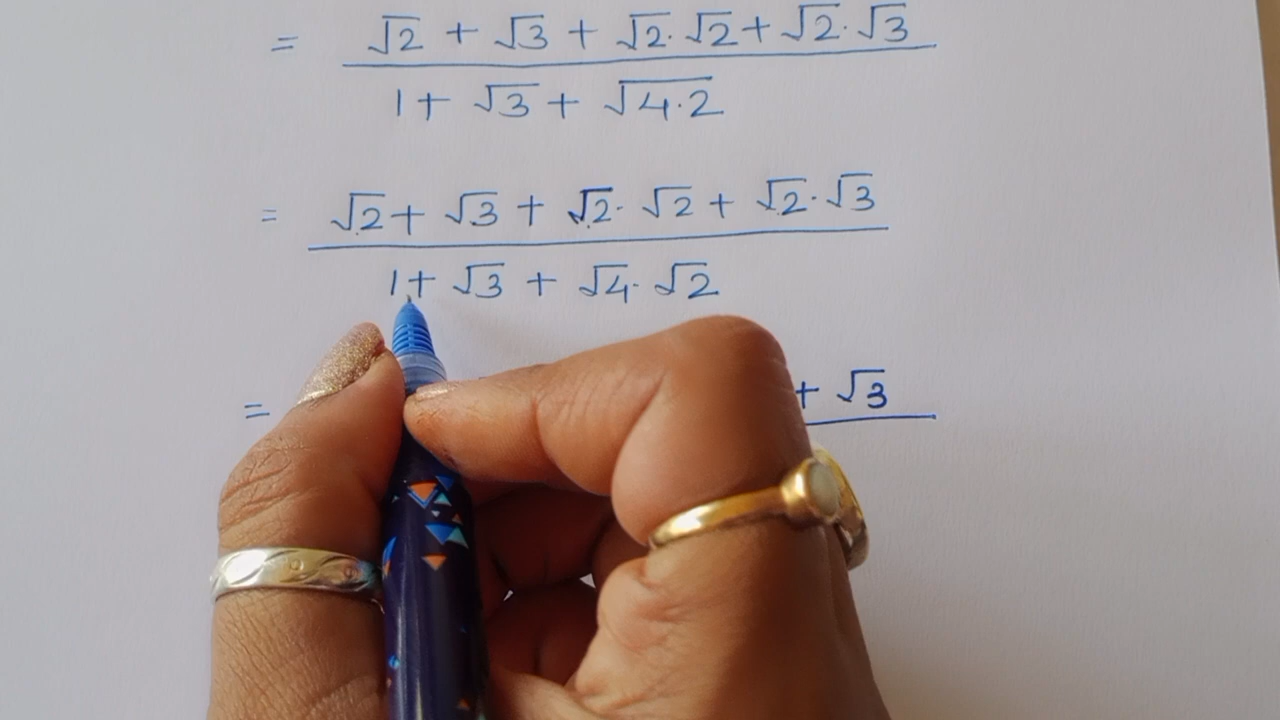 = √2 + √3 + √2·√2 + √2·√3
1 + √3 + √4·2
= √2 + √3 + √2·√2 + √2·√3
1 + √3 + √4·√2
= + √3